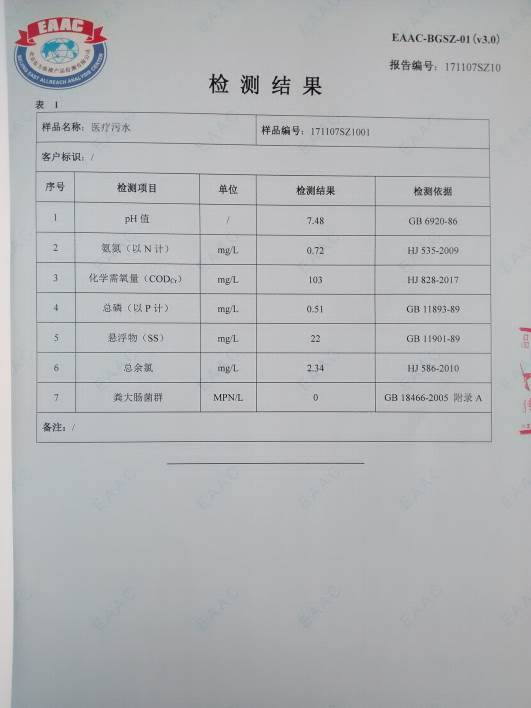 EAAC
BEIJING EAST ALLREACH ANALYSIS CENTER
EAAC-BGSZ-01(v3.0)
报告编号：171107SZ10
检测结果
表 1
样品名称：医疗污水 样品编号：171107SZ1001
客户标识：/
序号 检测项目 单位 检测结果 检测依据
1 pH 值 / 7.48 GB 6920-86
2 氨氮（以 N 计） mg/L 0.72 HJ 535-2009
3 化学需氧量（CODCr） mg/L 103 HJ 828-2017
4 总磷（以 P 计） mg/L 0.51 GB 11893-89
5 悬浮物（SS） mg/L 22 GB 11901-89
6 总余氯 mg/L 2.34 HJ 586-2010
7 粪大肠菌群 MPN/L 0 GB 18466-2005 附录 A
备注：/